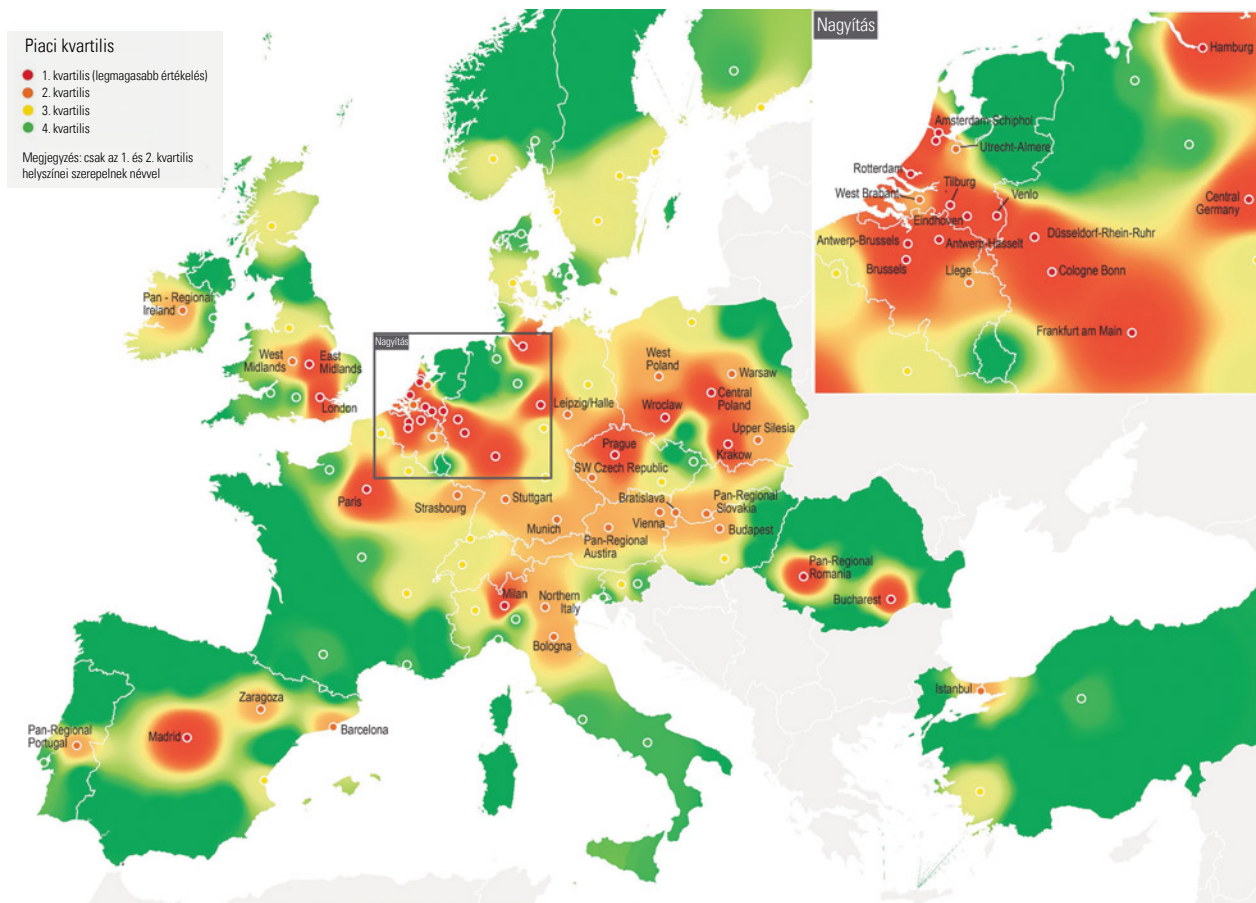 Piaci kvartilis
1. kvartilis (legmagasabb értékelés)
2. kvartilis
3. kvartilis
4. kvartilis
Megjegyzés: csak az 1. és 2. kvartilis
helyszínei szerepelnek névvel
Pan - Regional
Ireland
West
Midlands
East
Midlands
London
Nagyítás
Leipzig/Halle
West
Poland
Warsaw
Central
Poland
Wroclaw
Upper Silesia
Krakow
Prague
SW Czech Republic
Paris
Strasbourg
Stuttgart
Munich
Bratislava
Vienna
Pan-Regional
Slovakia
Budapest
Pan-Regional
Austira
Milan
Northern
Italy
Bologna
Pan-Regional
Romania
Bucharest
Zaragoza
Barcelona
Madrid
Pan-Regional
Portugal
Istanbul
Nagyítás
Hamburg
Amsterdam-Schiphol
Utrecht-Almere
Rotterdam
Tilburg
Venlo
West Brabant
Eindhoven
Central
Germany
Antwerp-Brussels
Antwerp-Hasselt
Düsseldorf-Rhein-Ruhr
Brussels
Liege
Cologne Bonn
Frankfurt am Main